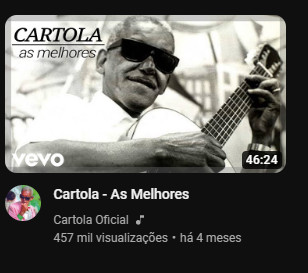 CARTOLA
as melhores
vevo
46:24
Cartola - As Melhores
Cartola Oficial
457 mil visualizações • há 4 meses